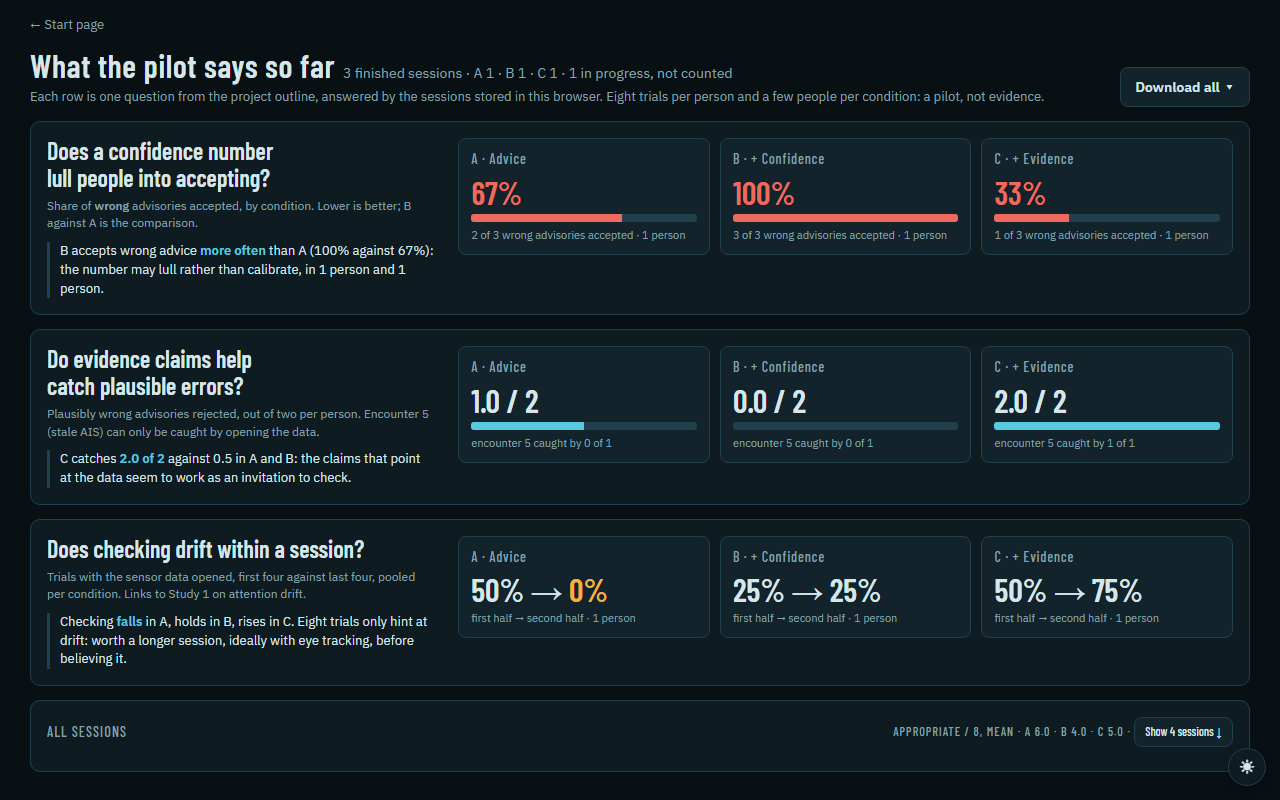 ← Start page
What the pilot says so far 3 finished sessions · A 1 · B 1 · C 1 · 1 in progress, not counted
Each row is one question from the project outline, answered by the sessions stored in this browser. Eight trials per person and a few people per condition: a pilot, not evidence.
Download all ▾
Does a confidence number
lull people into accepting?
Share of wrong advisories accepted, by condition. Lower is better; B
against A is the comparison.
B accepts wrong advice more often than A (100% against 67%):
the number may lull rather than calibrate, in 1 person and 1
person.
A · Advice
67%
2 of 3 wrong advisories accepted · 1 person
B · + Confidence
100%
3 of 3 wrong advisories accepted · 1 person
C · + Evidence
33%
1 of 3 wrong advisories accepted · 1 person
Do evidence claims help
catch plausible errors?
Plausibly wrong advisories rejected, out of two per person. Encounter 5
(stale AIS) can only be caught by opening the data.
C catches 2.0 of 2 against 0.5 in A and B: the claims that point
at the data seem to work as an invitation to check.
A · Advice
1.0 / 2
encounter 5 caught by 0 of 1
B · + Confidence
0.0 / 2
encounter 5 caught by 0 of 1
C · + Evidence
2.0 / 2
encounter 5 caught by 1 of 1
Does checking drift within a session?
Trials with the sensor data opened, first four against last four, pooled
per condition. Links to Study 1 on attention drift.
Checking falls in A, holds in B, rises in C. Eight trials only hint at
drift: worth a longer session, ideally with eye tracking, before
believing it.
A · Advice
50% → 0%
first half → second half · 1 person
B · + Confidence
25% → 25%
first half → second half · 1 person
C · + Evidence
50% → 75%
first half → second half · 1 person
ALL SESSIONS
APPROPRIATE / 8, MEAN · A 6.0 · B 4.0 · C 5.0 ·
Show 4 sessions ↓